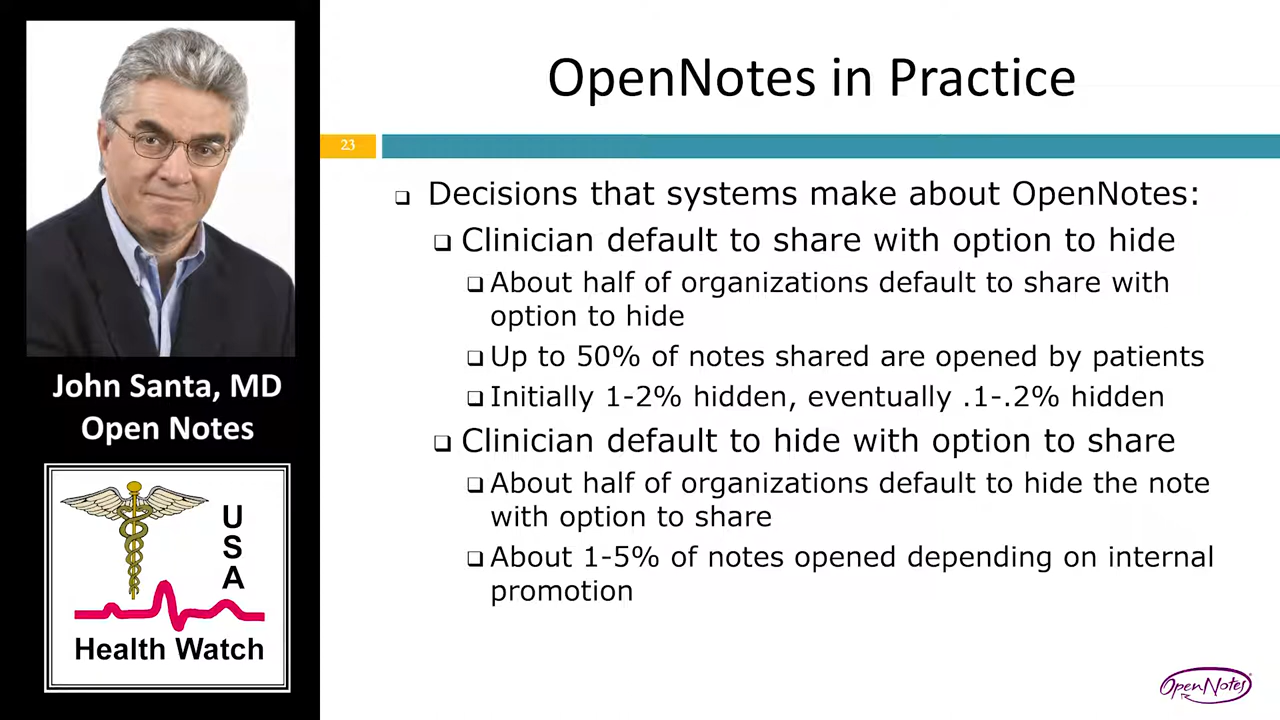 OpenNotes in Practice
23
❑ Decisions that systems make about OpenNotes:
❑ Clinician default to share with option to hide
❑ About half of organizations default to share with
option to hide
❑ Up to 50% of notes shared are opened by patients
❑ Initially 1-2% hidden, eventually .1-.2% hidden
❑ Clinician default to hide with option to share
❑ About half of organizations default to hide the note
with option to share
❑ About 1-5% of notes opened depending on internal
promotion
John Santa, MD
Open Notes
U
S
A
Health Watch
OpenNotes